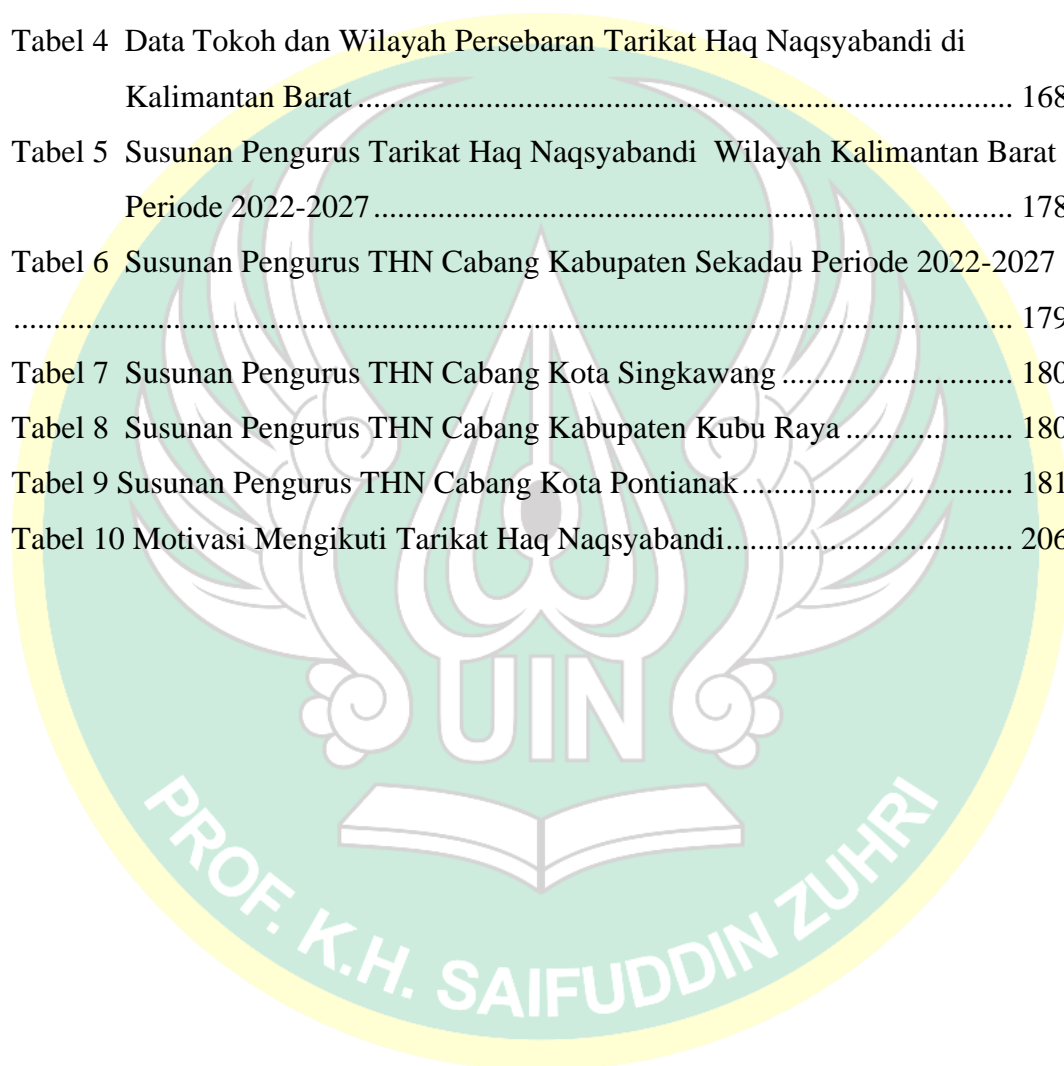 Tabel 4 Data Tokoh dan Wilayah Persebaran Tarikat Haq Naqsyabandi di
Kalimantan Barat ........................................................................... 168
Tabel 5 Susunan Pengurus Tarikat Haq Naqsyabandi Wilayah Kalimantan Barat
Periode 2022-2027 ......................................................................... 178
Tabel 6 Susunan Pengurus THN Cabang Kabupaten Sekadau Periode 2022-2027
.................................................................................................................. 179
Tabel 7 Susunan Pengurus THN Cabang Kota Singkawang .......................... 180
Tabel 8 Susunan Pengurus THN Cabang Kabupaten Kubu Raya ................... 180
Tabel 9 Susunan Pengurus THN Cabang Kota Pontianak ............................... 181
Tabel 10 Motivasi Mengikuti Tarikat Haq Naqsyabandi ................................. 206
UIN
PROF. K.H. SAIFUDDIN ZUHRI